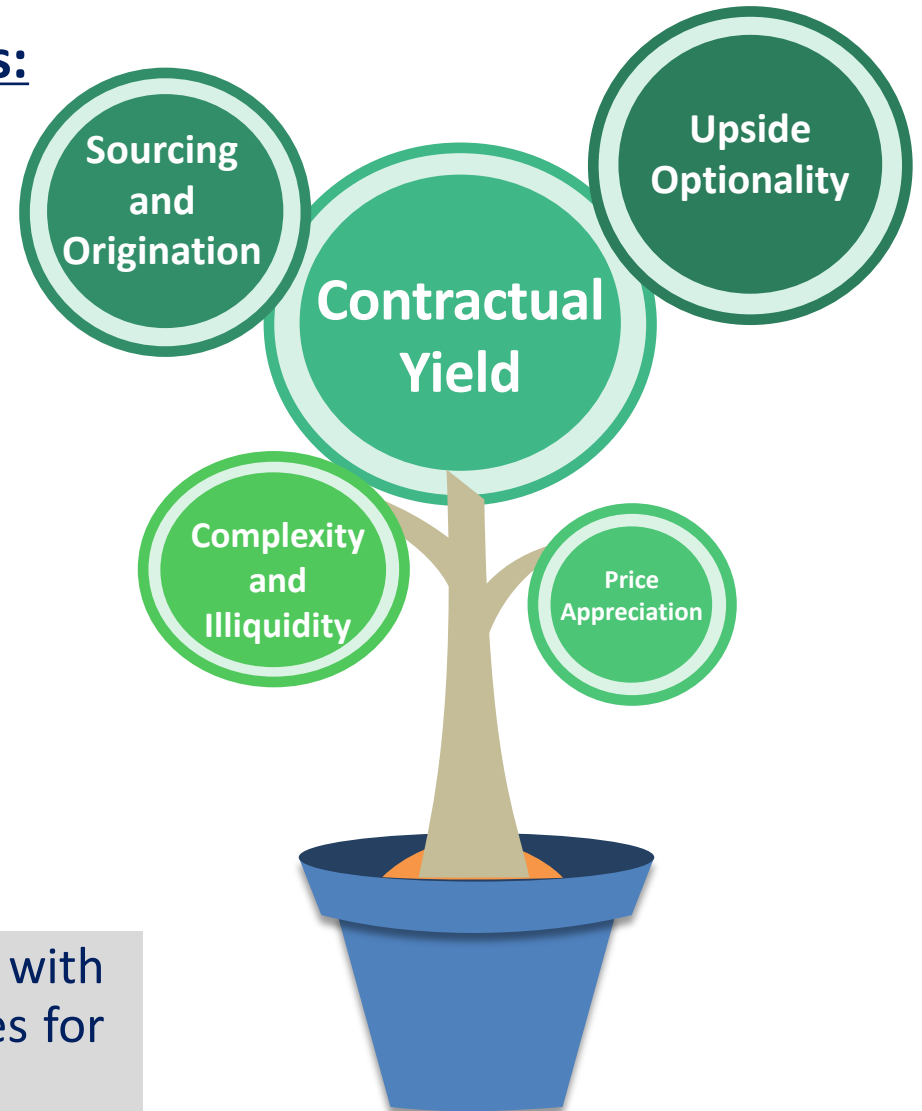 s:
Sourcing
and
Origination
Upside
Optionality
Contractual
Yield
Complexity
and
Illiquidity
Price
Appreciation
with
es for